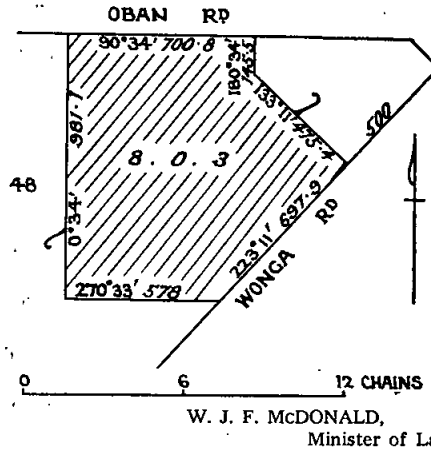 OBAN RD
90°34' 700·8
180°34'
145·5
133°11' 475·4
500
981·1
0°34'
8 . 0 . 3
48
223°11' 697·9
WONGA RD
270°33' 578
0 6 12 CHAINS
W. J. F. McDONALD,
Minister of La